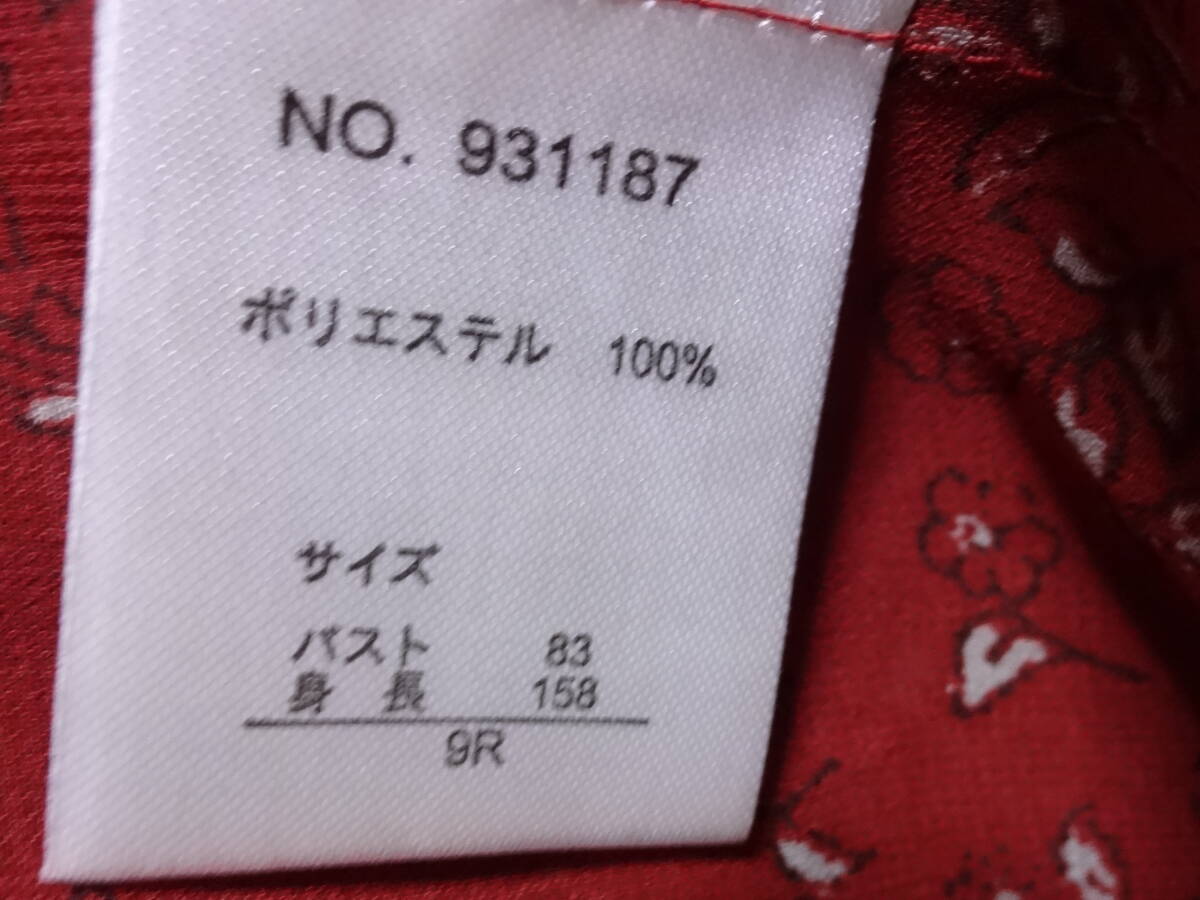 NO. 931187
ポリエステル 100%
サイズ
バスト 83
身 長 158
9R